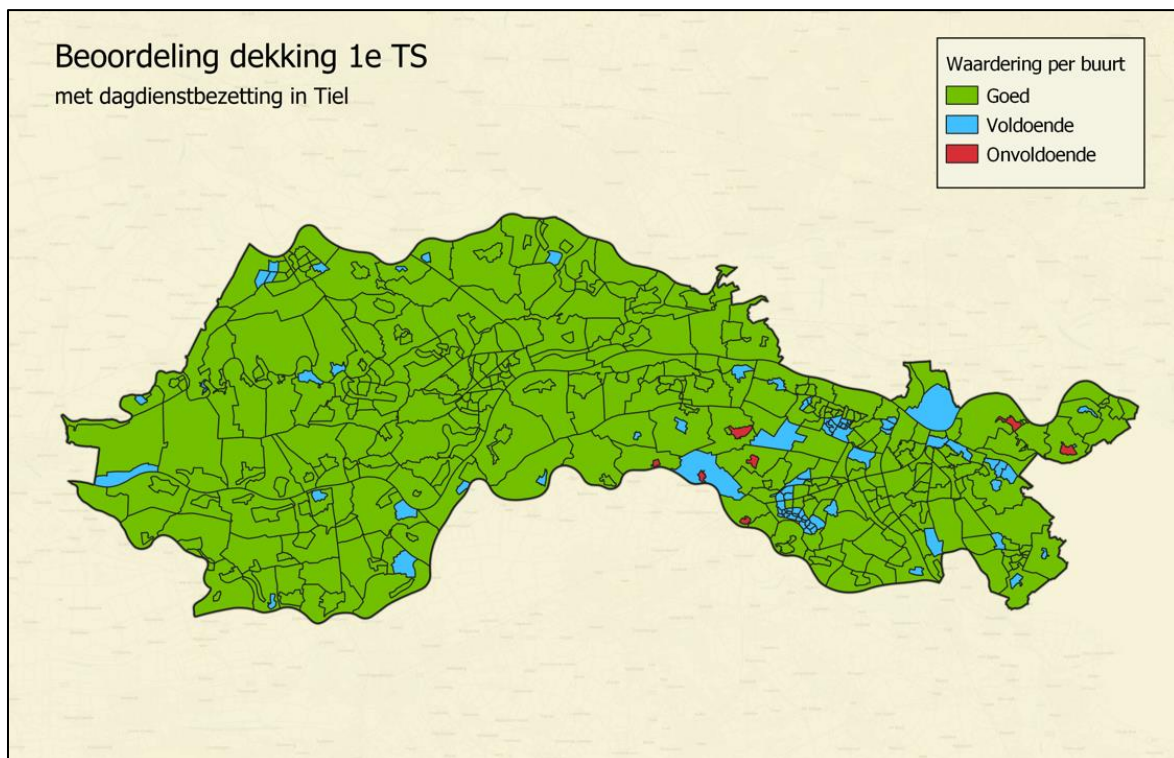 Beoordeling dekking 1e TS
met dagdienstbezetting in Tiel
Waardering per buurt
Goed
Voldoende
Onvoldoende